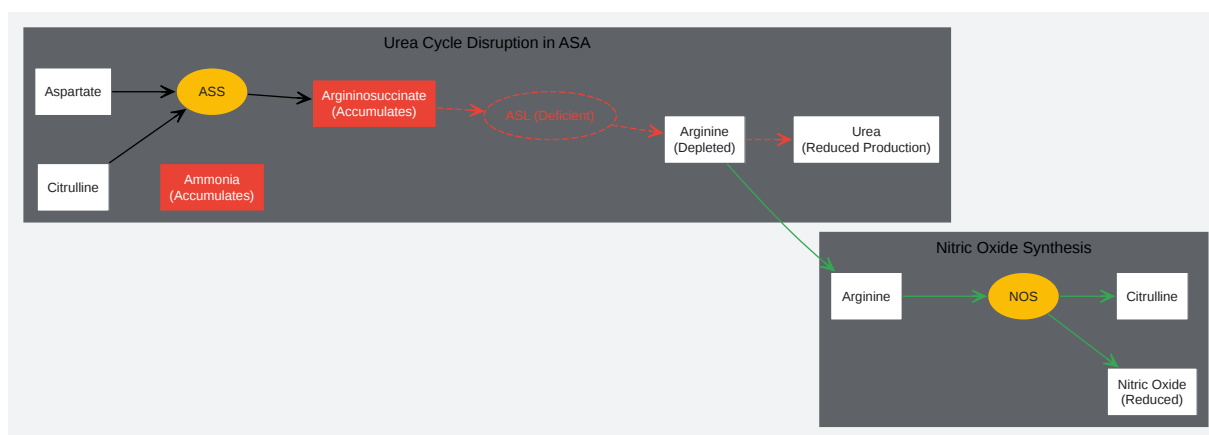 Urea Cycle Disruption in ASA
Aspartate
ASS
Argininosuccinate
(Accumulates)
ASL (Deficient)
Arginine
(Depleted)
Urea
(Reduced Production)
Citrulline
Ammonia
(Accumulates)
Nitric Oxide Synthesis
Arginine
NOS
Citrulline
Nitric Oxide
(Reduced)